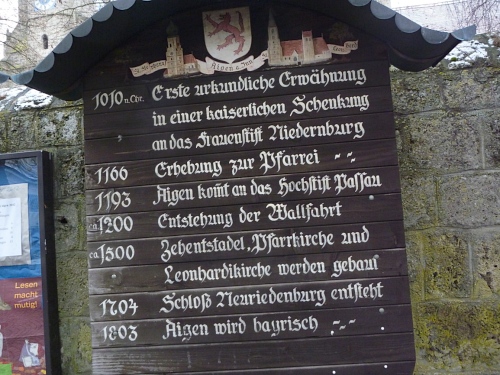 Aigen a. Inn
1010 n. Chr. Erste urkundliche Erwähnung
in einer kaiserlichen Schenkung
an das Frauenstift Niedernburg
1166 Erhebung zur Pfarrei -"-
1193 Aigen kom̄t an das Hochstift Passau
ca 1200 Entstehung der Wallfahrt
ca 1500 Zehentstadel, Pfarrkirche und
Leonhardikirche werden gebaut
1704 Schloß Neuriedenburg entsteht
1803 Aigen wird bayrisch -"-
Lesen
macht
mutig!